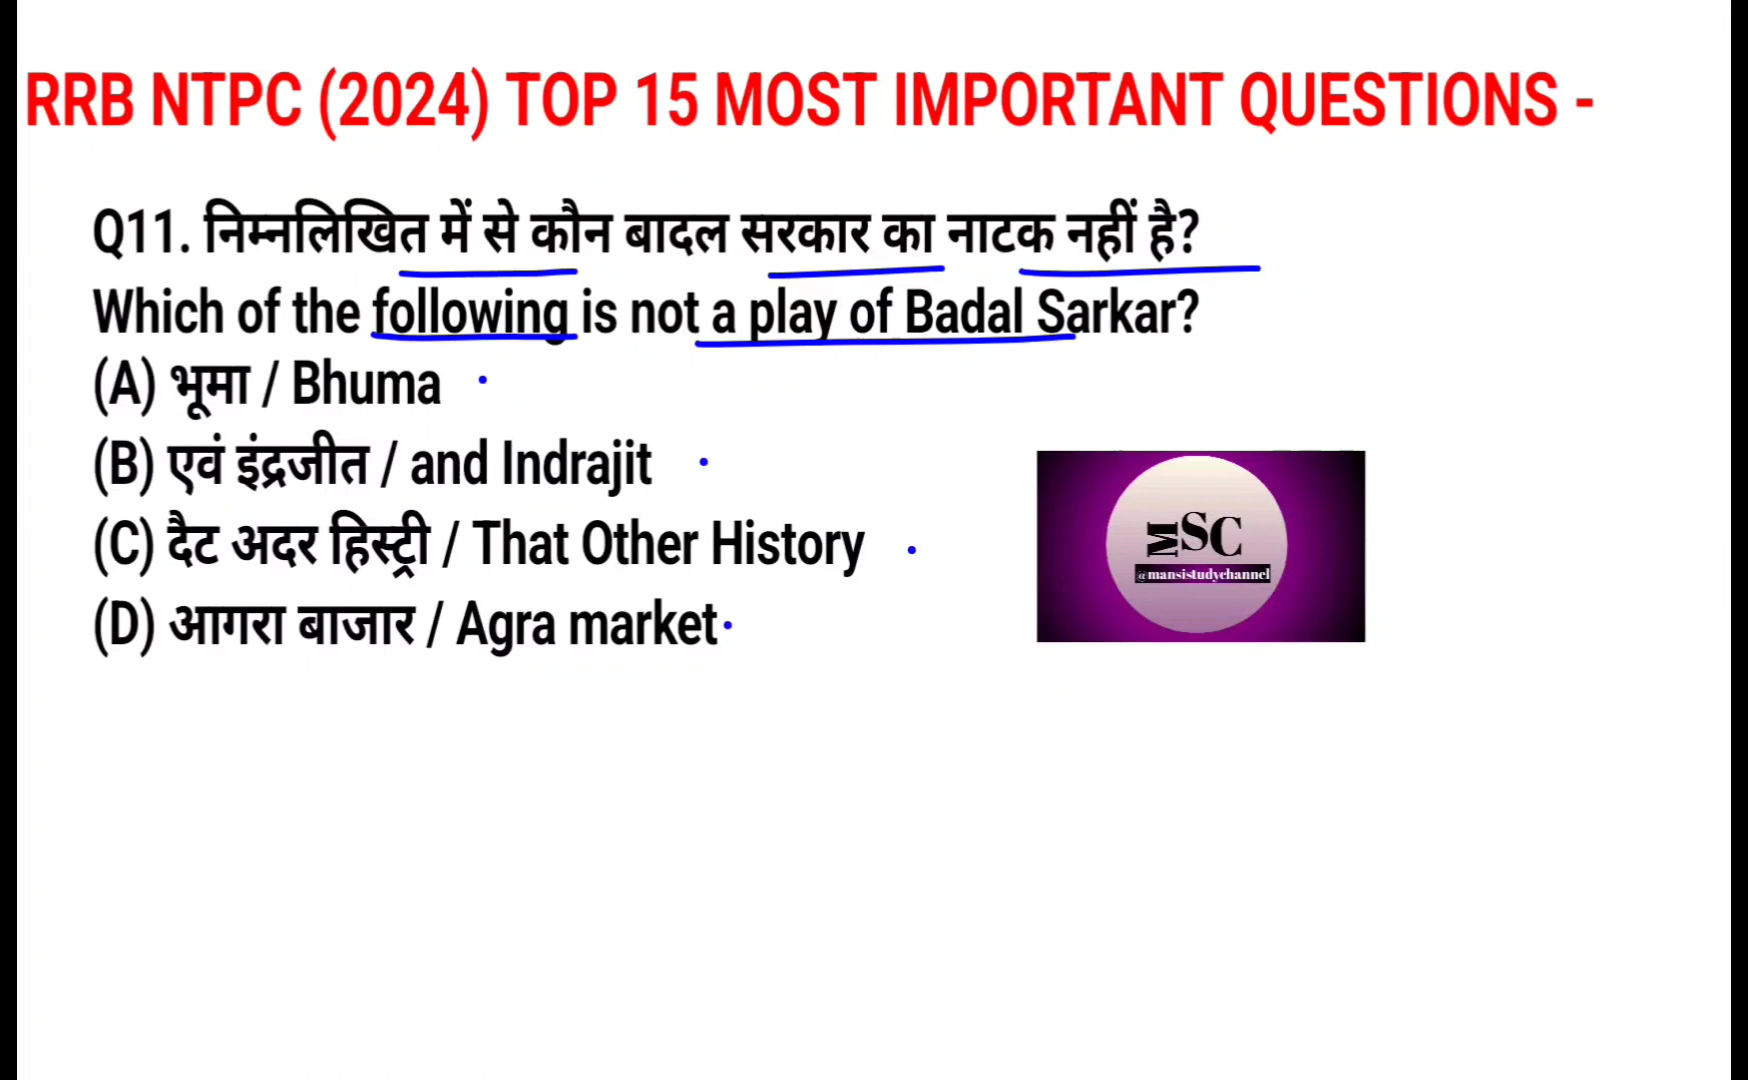 RRB NTPC (2024) TOP 15 MOST IMPORTANT QUESTIONS -
Q11. निम्नलिखित में से कौन बादल सरकार का नाटक नहीं है?
Which of the following is not a play of Badal Sarkar?
(A) भूमा / Bhuma
(B) एवं इंद्रजीत / and Indrajit
(C) दैट अदर हिस्ट्री / That Other History
(D) आगरा बाजार / Agra market
MSC
@mansistudychannel